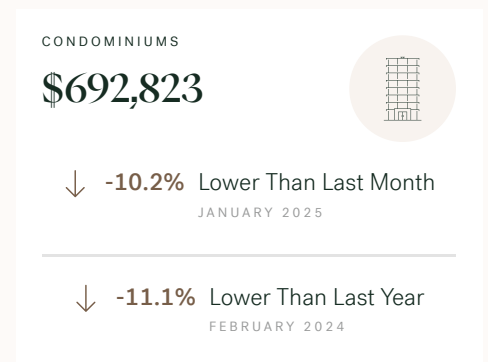 CONDOMINIUMS
$692,823
-10.2% Lower Than Last Month
JANUARY 2025
-11.1% Lower Than Last Year
FEBRUARY 2024